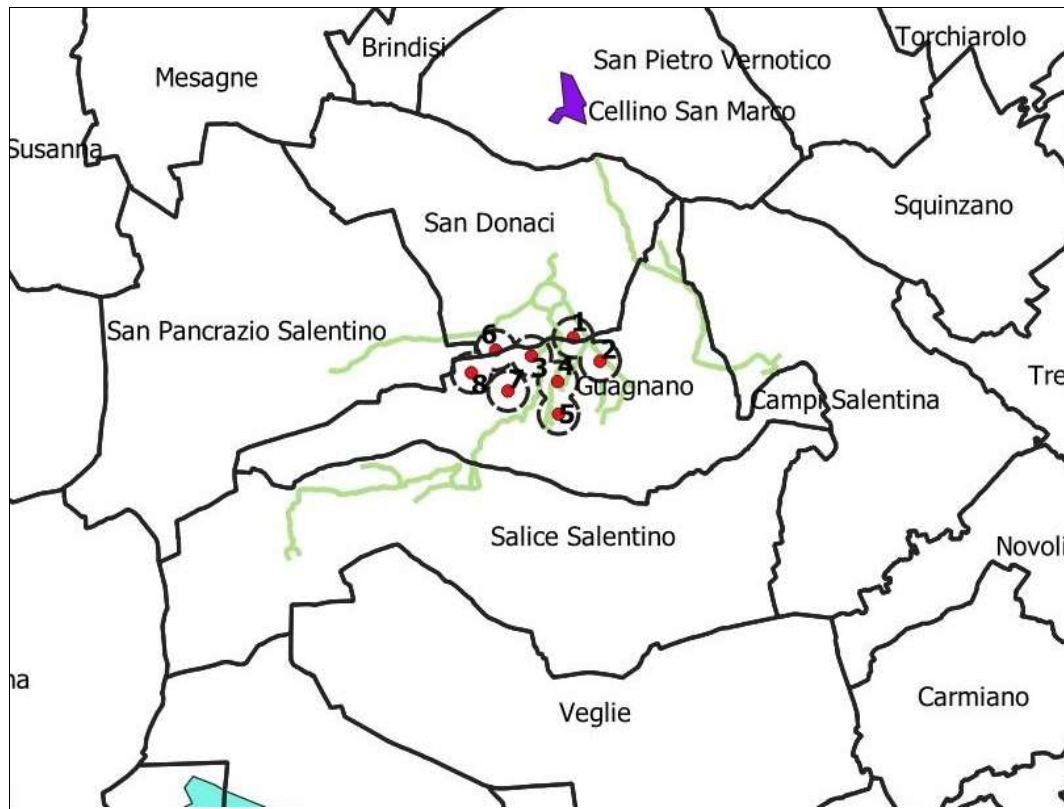 Torchiarolo
Brindisi
San Pietro Vernotico
Mesagne
Cellino San Marco
Susanna
Squinzano
San Donaci
San Pancrazio Salentino
1
6
2
3
4
8
7
Guagnano
Tre
Campi Salentina
5
Salice Salentino
Novoli
na
Carmiano
Veglie